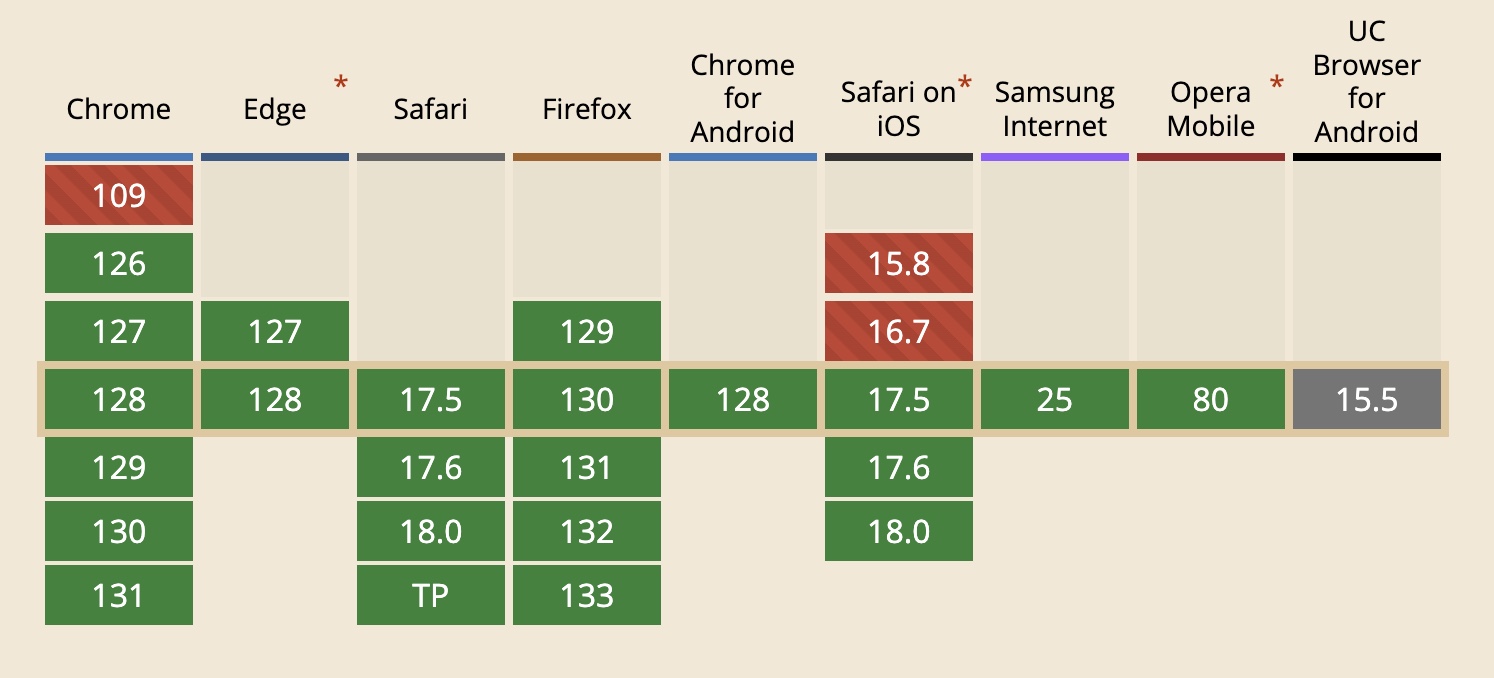 Chrome
Edge *
Safari
Firefox
Chrome
for
Android
Safari on*
iOS
Samsung
Internet
Opera *
Mobile
UC
Browser
for
Android
109
126 15.8
127 127 129 16.7
128 128 17.5 130 128 17.5 25 80 15.5
129 17.6 131 17.6
130 18.0 132 18.0
131 TP 133